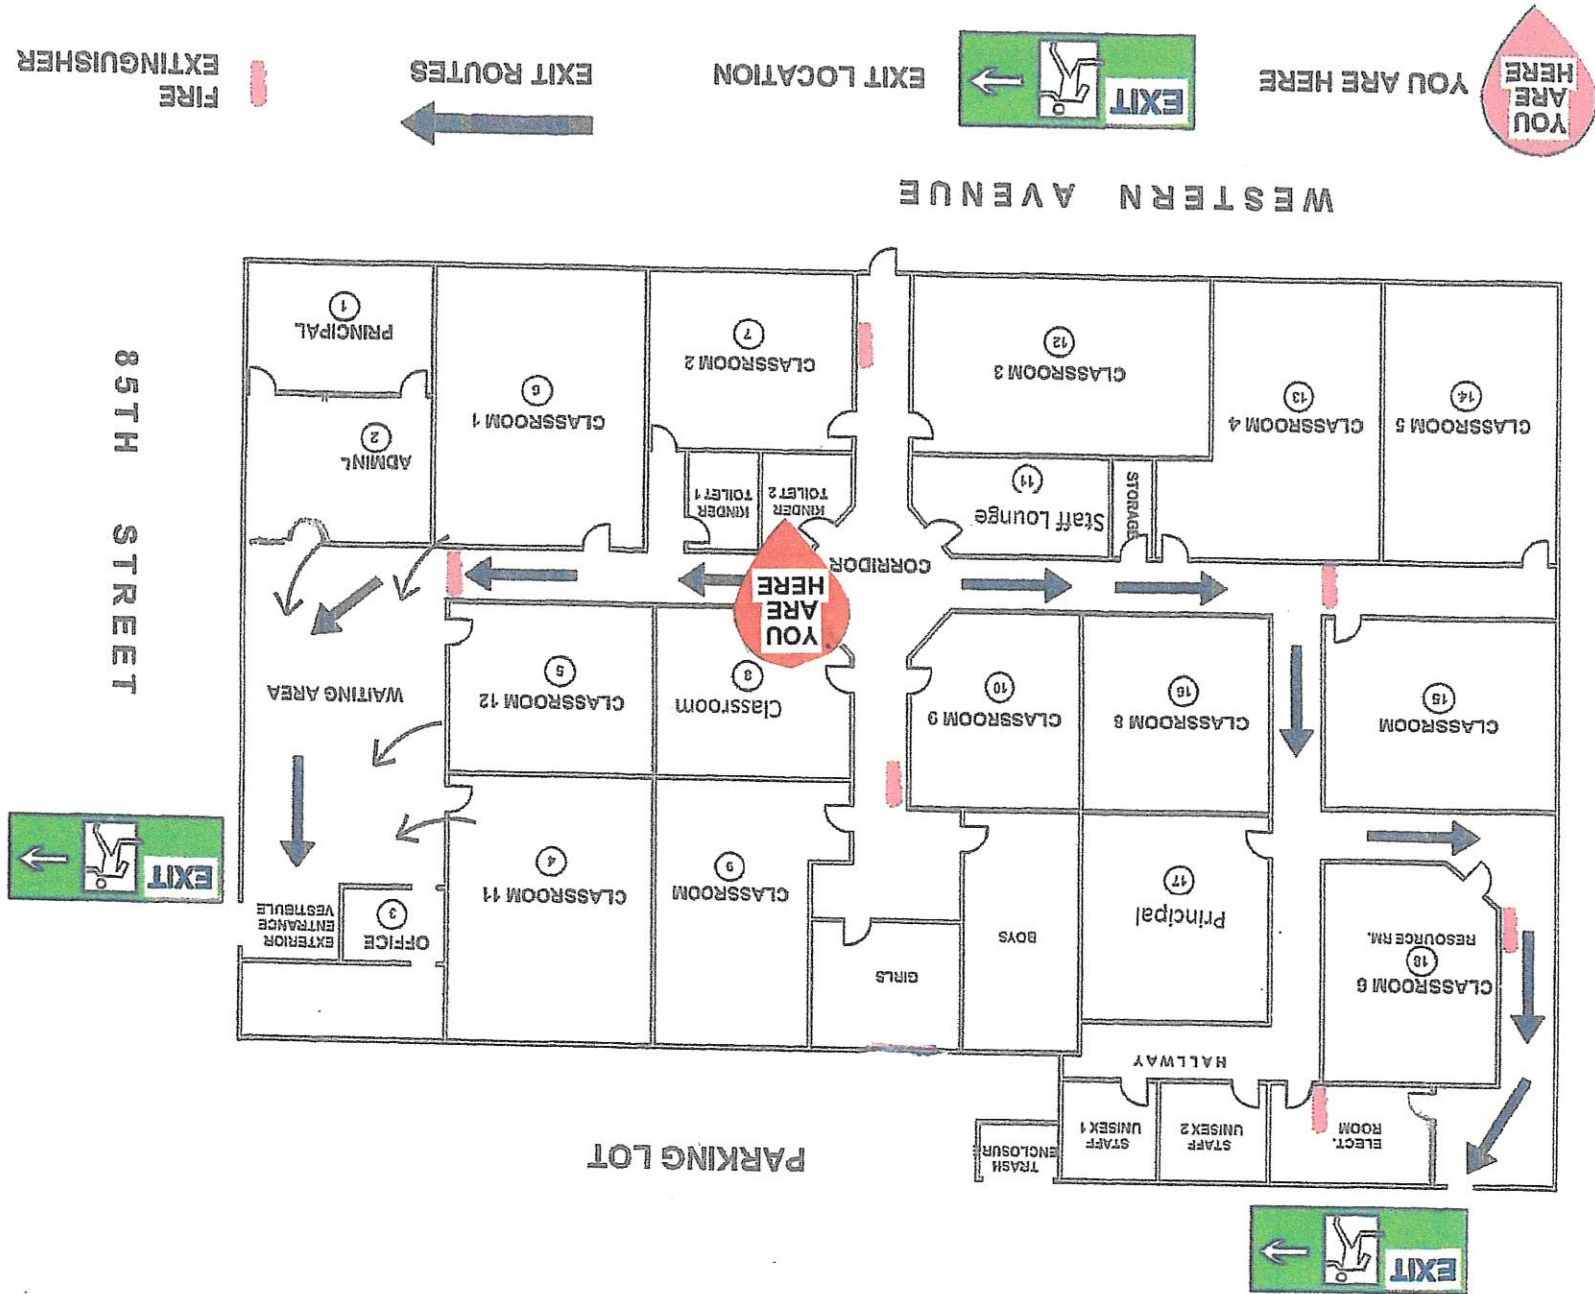 EXIT
PARKING LOT
TRASH
ENCLOSUR
STAFF
UNISEX 1
STAFF
UNISEX 2
ELECT.
ROOM
HALLWAY
CLASSROOM 6
18
RESOURCE RM.
Principal
17
BOYS
GIRLS
CLASSROOM
9
CLASSROOM 11
4
OFFICE
3
EXTERIOR
ENTRANCE
VESTIBULE
EXIT
CLASSROOM
15
CLASSROOM 8
16
CLASSROOM 9
10
Classroom
8
CLASSROOM 12
5
WAITING AREA
YOU
ARE
HERE
CORRIDOR
CLASSROOM 5
14
CLASSROOM 4
13
STORAGE
Staff Lounge
11
CLASSROOM 3
12
KINDER
TOILET 2
KINDER
TOILET 1
CLASSROOM 2
7
CLASSROOM 1
6
ADMIN'L
2
PRINCIPAL
1
85TH STREET
WESTERN AVENUE
YOU
ARE
HERE
YOU ARE HERE
EXIT
EXIT LOCATION
EXIT ROUTES
FIRE
EXTINGUISHER